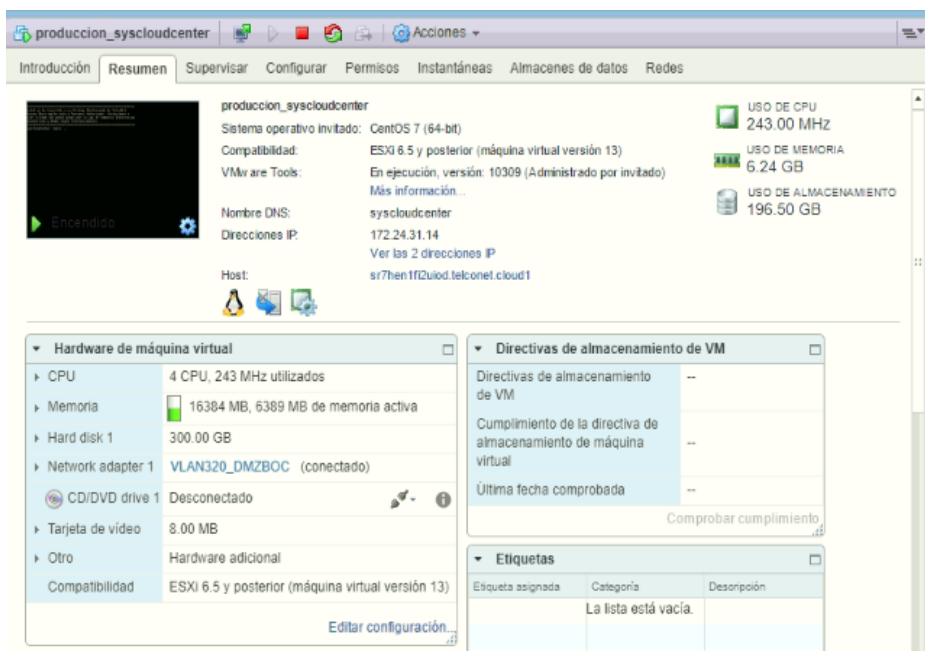 produccion_syscloudcenter
Acciones
Introducción Resumen Supervisar Configurar Permisos Instantáneas Almacenes de datos Redes
produccion_syscloudcenter
Sistema operativo invitado: CentOS 7 (64-bit)
Compatibilidad: ESXi 6.5 y posterior (máquina virtual versión 13)
VMware Tools: En ejecución, versión: 10309 (Administrado por invitado)
Más información...
Nombre DNS: syscloudcenter
Direcciones IP: 172.24.31.14
Ver las 2 direcciones IP
Host: sr7hen1fi2uiod.telconet.cloud1
Encendido
USO DE CPU
243.00 MHz
USO DE MEMORIA
6.24 GB
USO DE ALMACENAMIENTO
196.50 GB
Hardware de máquina virtual
CPU 4 CPU, 243 MHz utilizados
Memoria 16384 MB, 6389 MB de memoria activa
Hard disk 1 300.00 GB
Network adapter 1 VLAN320_DMZBOC (conectado)
CD/DVD drive 1 Desconectado
Tarjeta de vídeo 8.00 MB
Otro Hardware adicional
Compatibilidad ESXi 6.5 y posterior (máquina virtual versión 13)
Editar configuración...
Directivas de almacenamiento de VM
Directivas de almacenamiento --
de VM
Cumplimiento de la directiva de
almacenamiento de máquina --
virtual
Última fecha comprobada --
Comprobar cumplimiento
Etiquetas
Etiqueta asignada Categoría Descripción
La lista está vacía.